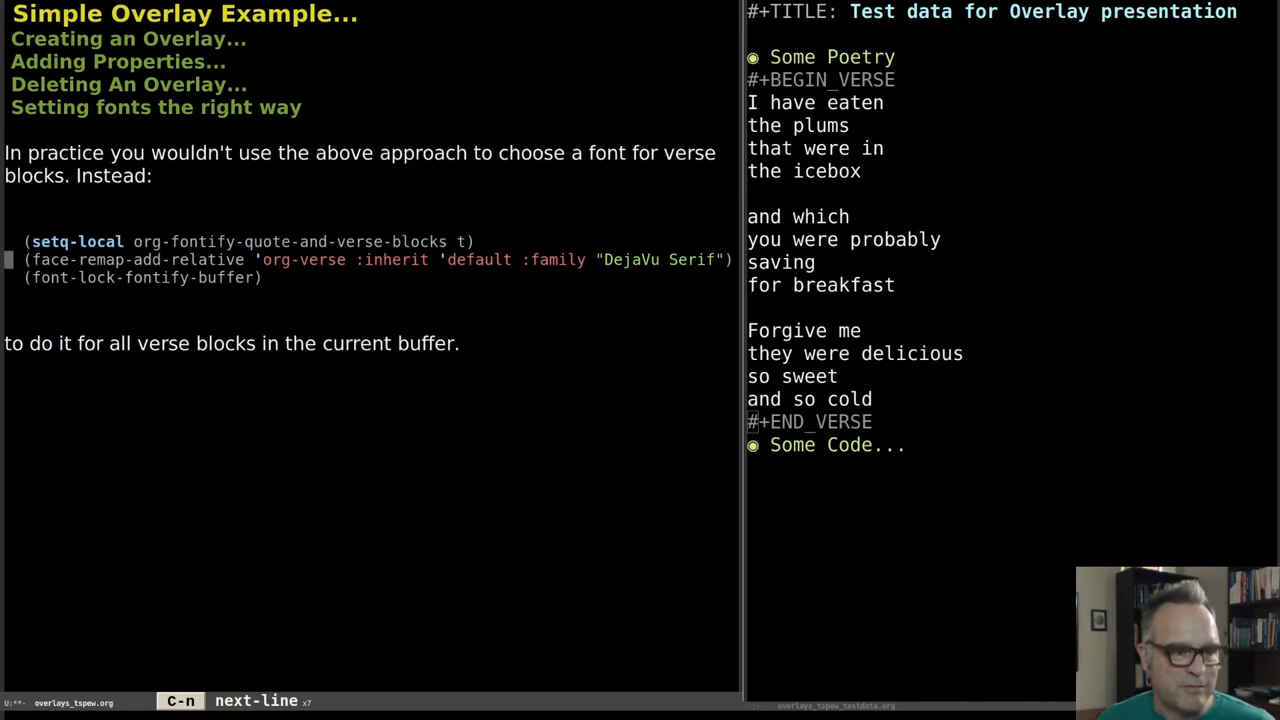 Simple Overlay Example...
Creating an Overlay...
Adding Properties...
Deleting An Overlay...
Setting fonts the right way
In practice you wouldn't use the above approach to choose a font for verse
blocks. Instead:
(setq-local org-fontify-quote-and-verse-blocks t)
(face-remap-add-relative 'org-verse :inherit 'default :family "DejaVu Serif")
(font-lock-fontify-buffer)
to do it for all verse blocks in the current buffer.
U:**- overlays_tspew.org C-n next-line x7
#+TITLE: Test data for Overlay presentation
◉ Some Poetry
#+BEGIN_VERSE
I have eaten
the plums
that were in
the icebox
and which
you were probably
saving
for breakfast
Forgive me
they were delicious
so sweet
and so cold
#+END_VERSE
◉ Some Code...
overlays_tspew_testdata.org